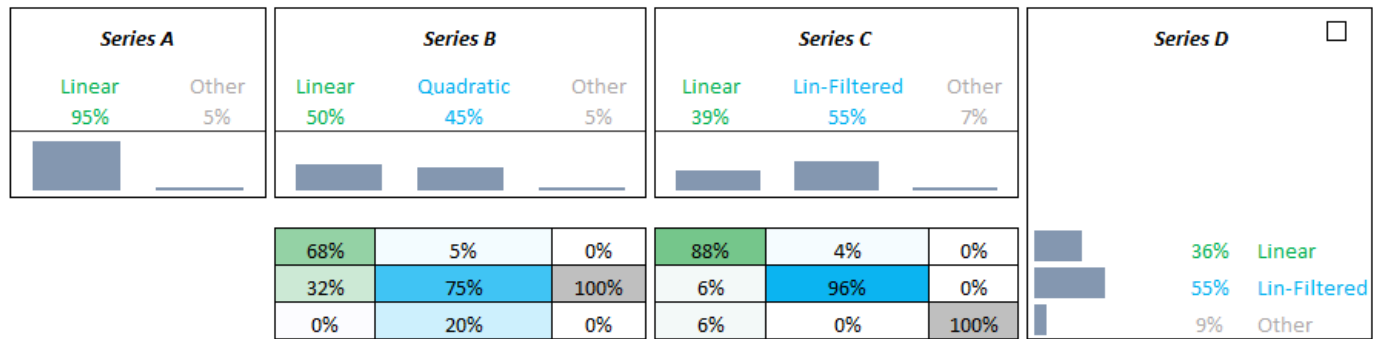 Series A Series B Series C Series D
Linear Other Linear Quadratic Other Linear Lin-Filtered Other
95% 5% 50% 45% 5% 39% 55% 7%
68% 5% 0% 88% 4% 0% 36% Linear
32% 75% 100% 6% 96% 0% 55% Lin-Filtered
0% 20% 0% 6% 0% 100% 9% Other